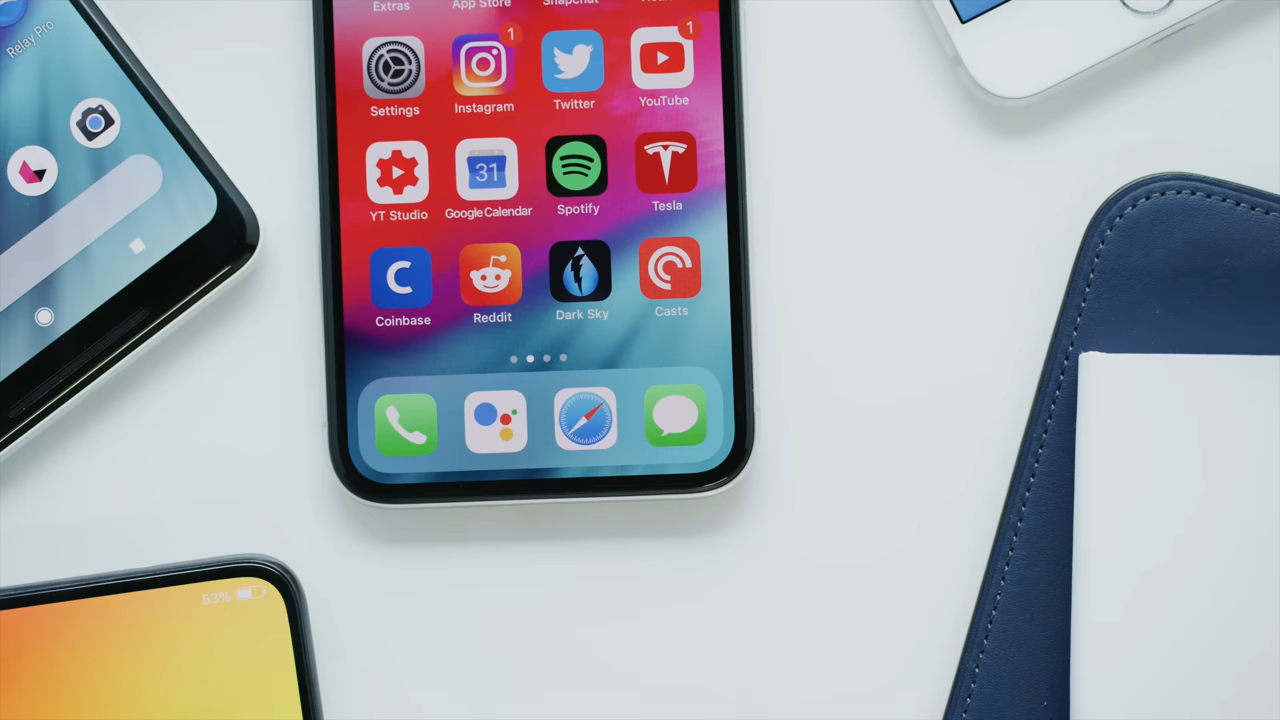 Relay Pro
Extras
App Store
Snapchat
Settings
1
Instagram
Twitter
1
YouTube
YT Studio
31
Google Calendar
Spotify
Tesla
C
Coinbase
Reddit
Dark Sky
Casts
53%